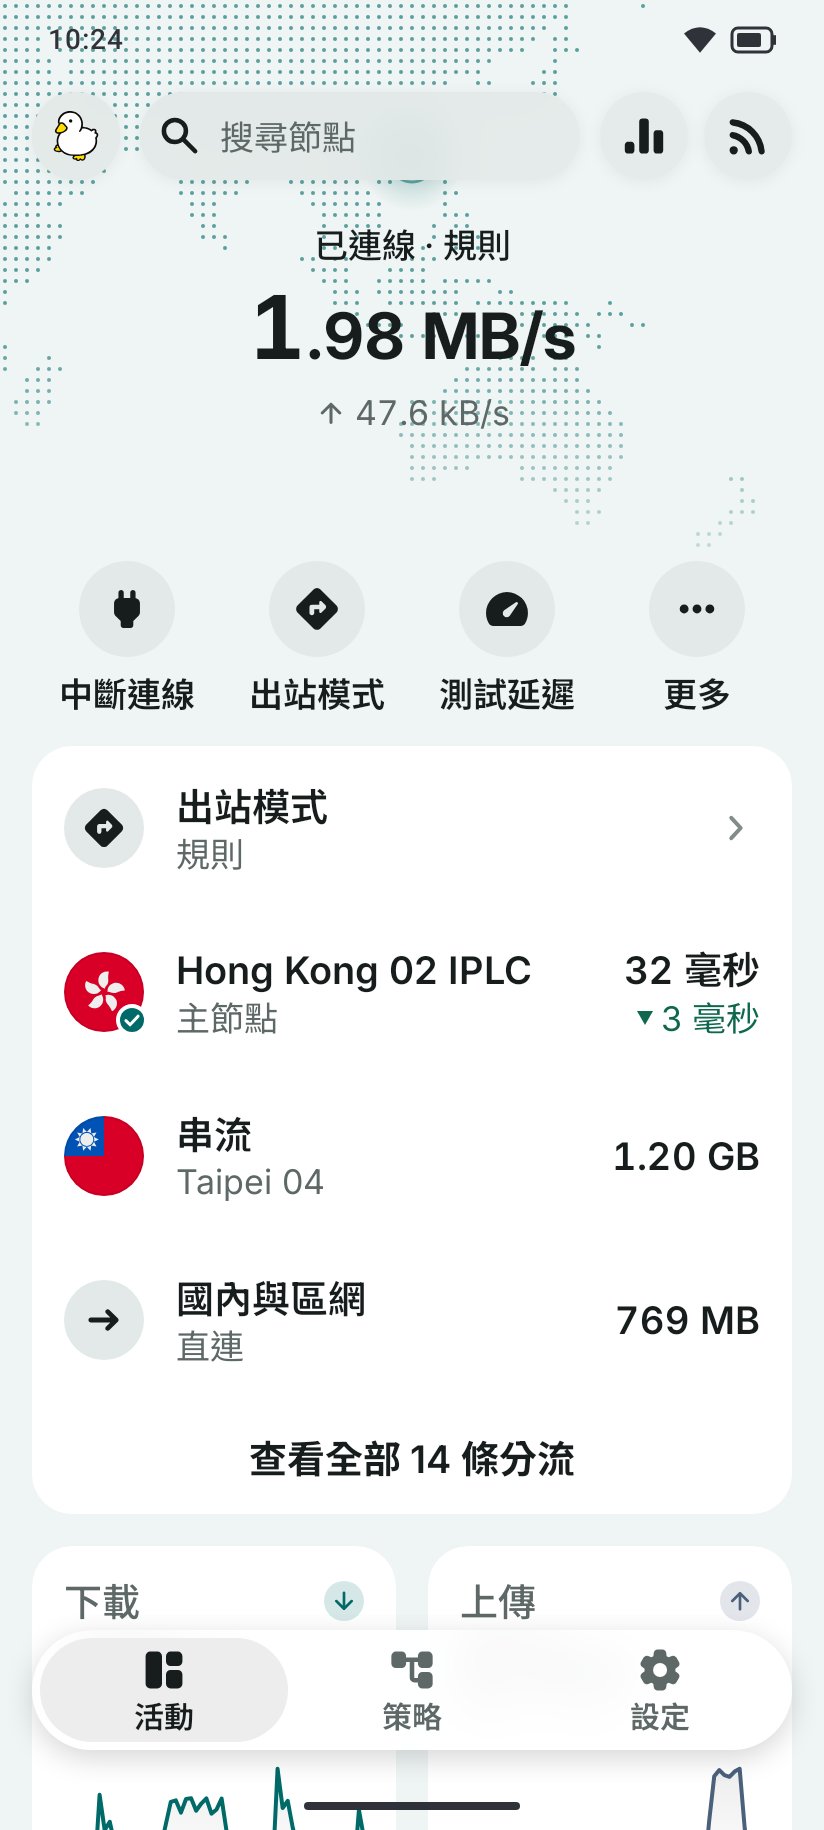 10:24
搜尋節點
已連線 · 規則
1.98 MB/s
↑ 47.6 kB/s
中斷連線
出站模式
測試延遲
更多
出站模式
規則
Hong Kong 02 IPLC
32 毫秒
主節點
▼3 毫秒
串流
Taipei 04
1.20 GB
國內與區網
直連
769 MB
查看全部 14 條分流
下載
上傳
活動
策略
設定